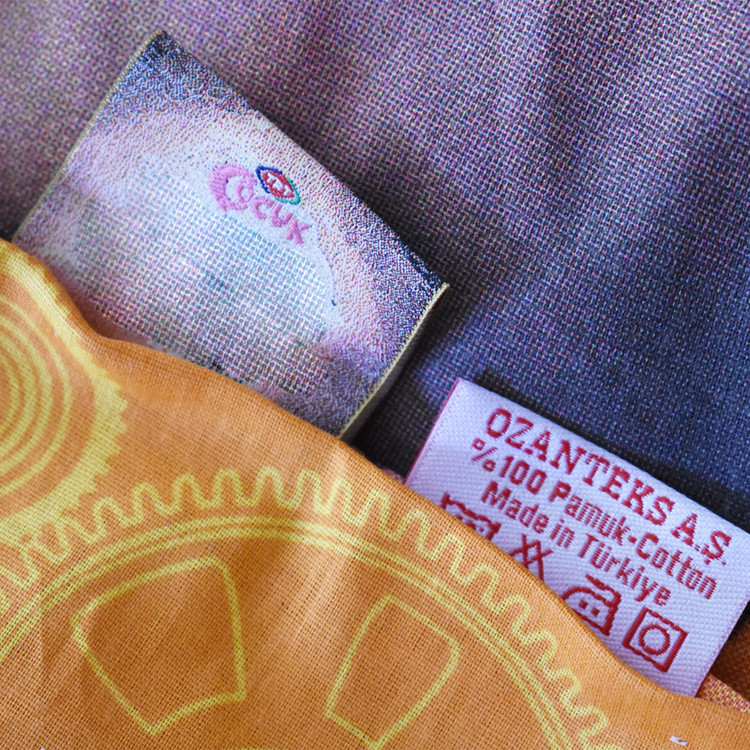 Çocuk
OZANTEKS A.Ş.
%100 Pamuk-Cotton
Made in Türkiye